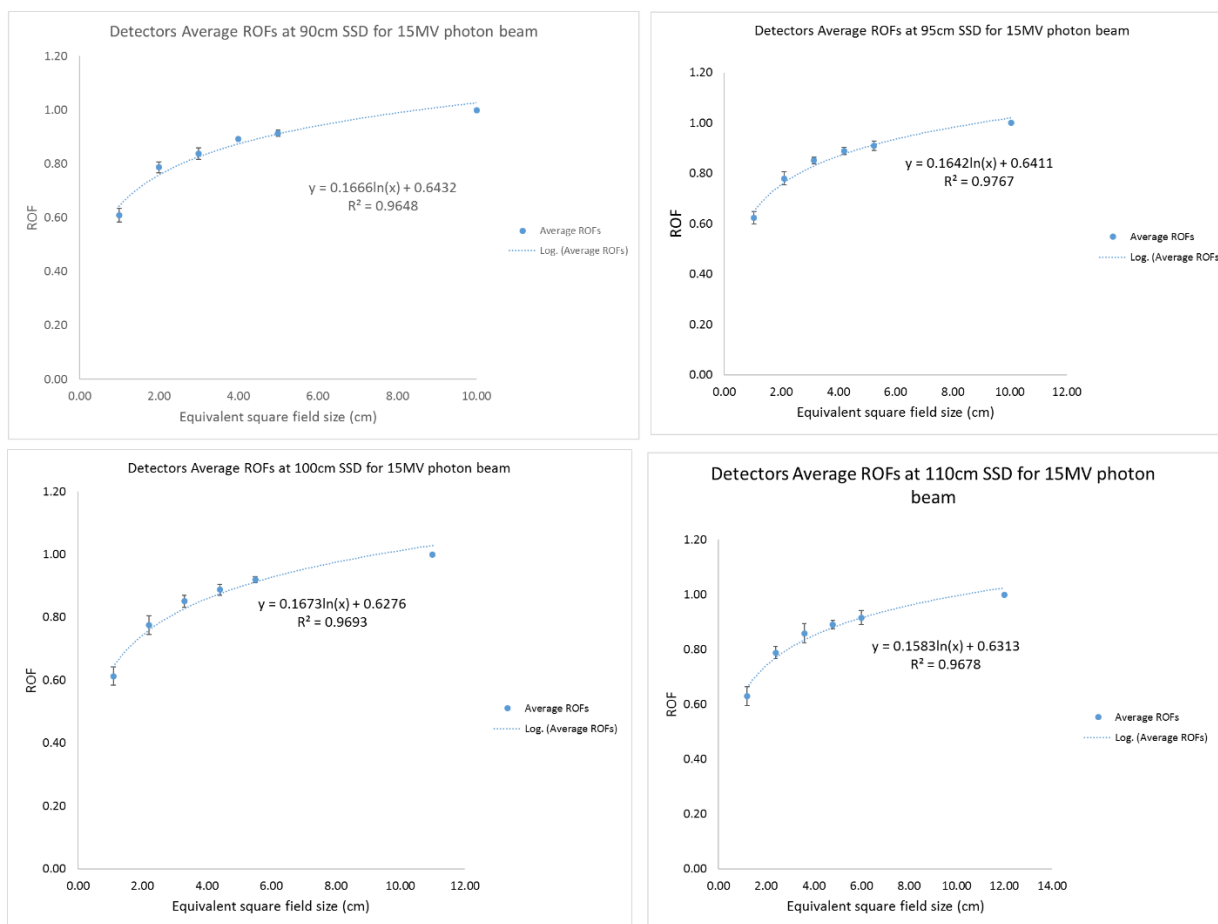 Detectors Average ROFs at 90cm SSD for 15MV photon beam
1.20
1.00
0.80
0.60
0.40
0.20
0.00
ROF
y = 0.1666ln(x) + 0.6432
R² = 0.9648
Average ROFs
Log. (Average ROFs)
0.00 2.00 4.00 6.00 8.00 10.00
Equivalent square field size (cm)
Detectors Average ROFs at 95cm SSD for 15MV photon beam
1.20
1.00
0.80
0.60
0.40
0.20
0.00
ROF
y = 0.1642ln(x) + 0.6411
R² = 0.9767
Average ROFs
Log. (Average ROFs
0.00 2.00 4.00 6.00 8.00 10.00 12.00
Equivalent square field size (cm)
Detectors Average ROFs at 100cm SSD for 15MV photon beam
1.20
1.00
0.80
0.60
0.40
0.20
0.00
ROF
y = 0.1673ln(x) + 0.6276
R² = 0.9693
Average ROFs
Log. (Average ROFs)
0.00 2.00 4.00 6.00 8.00 10.00 12.00
Equivalent square field size (cm)
Detectors Average ROFs at 110cm SSD for 15MV photon
beam
1.20
1.00
0.80
0.60
0.40
0.20
0.00
ROF
y = 0.1583ln(x) + 0.6313
R² = 0.9678
Average ROFs
Log. (Average ROFs)
0.00 2.00 4.00 6.00 8.00 10.00 12.00 14.00
Equivalent square field size (cm)